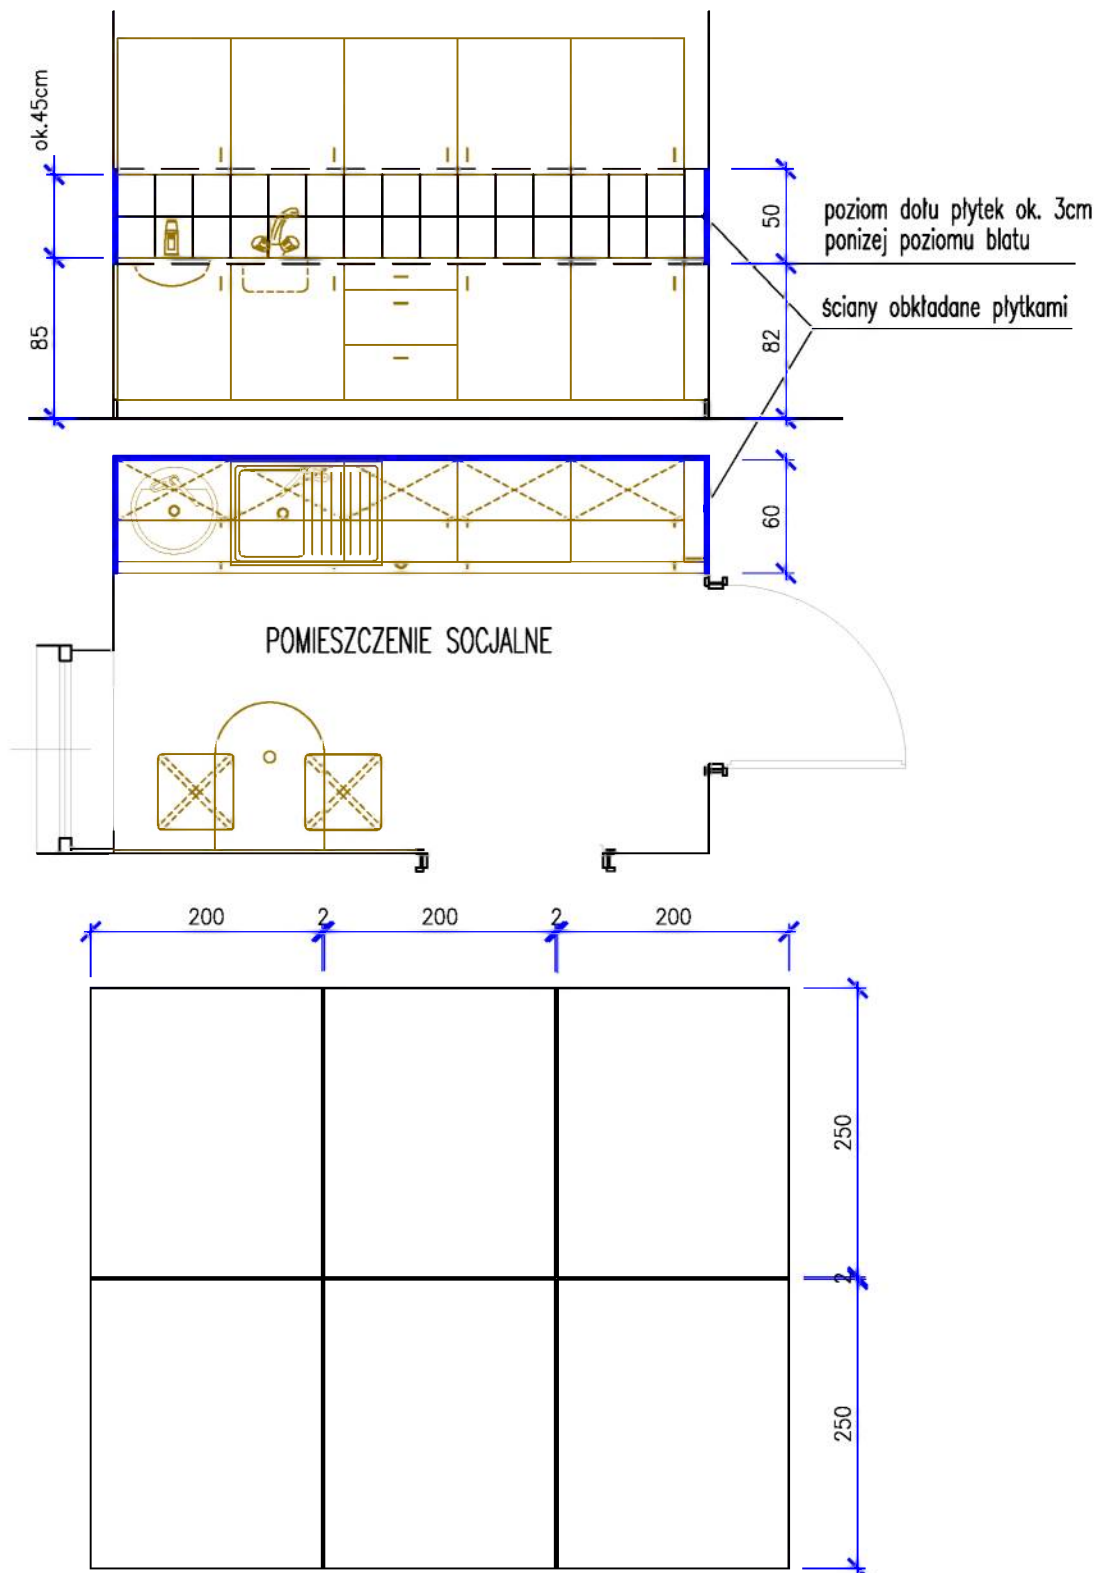 ok.45cm
85
50
82
poziom dołu płytek ok. 3cm
ponizej poziomu blatu
ściany obkładane płytkami
60
POMIESZCZENIE SOCJALNE
200
2
200
2
200
250
2
250